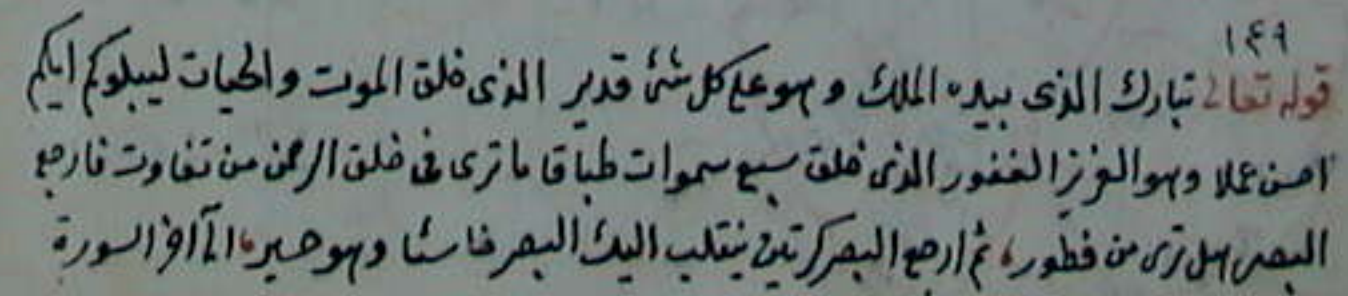 ١٤٩
قوله تعالى تبارك الذى بيده الملك وهو على كل شئ قدير الذى خلق الموت والحيات ليبلوكم ايكم
احسن عملا وهو العزيز الغفور الذى خلق سبع سموات طباقا ما ترى فى خلق الرحمن من تفاوت فارجع
البصر هل ترى من فطور، ثم ارجع البصر كرتين ينقلب اليك البصر خاسئا وهو حسير، الى آخر السورة